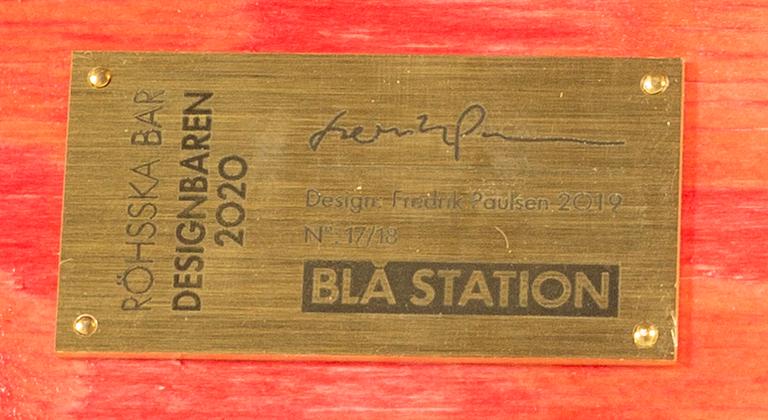 RÖHSSKA BAR
DESIGNBAREN
2020
Design: Fredrik Paulsen 2019
N°: 17/18
BLÅ STATION